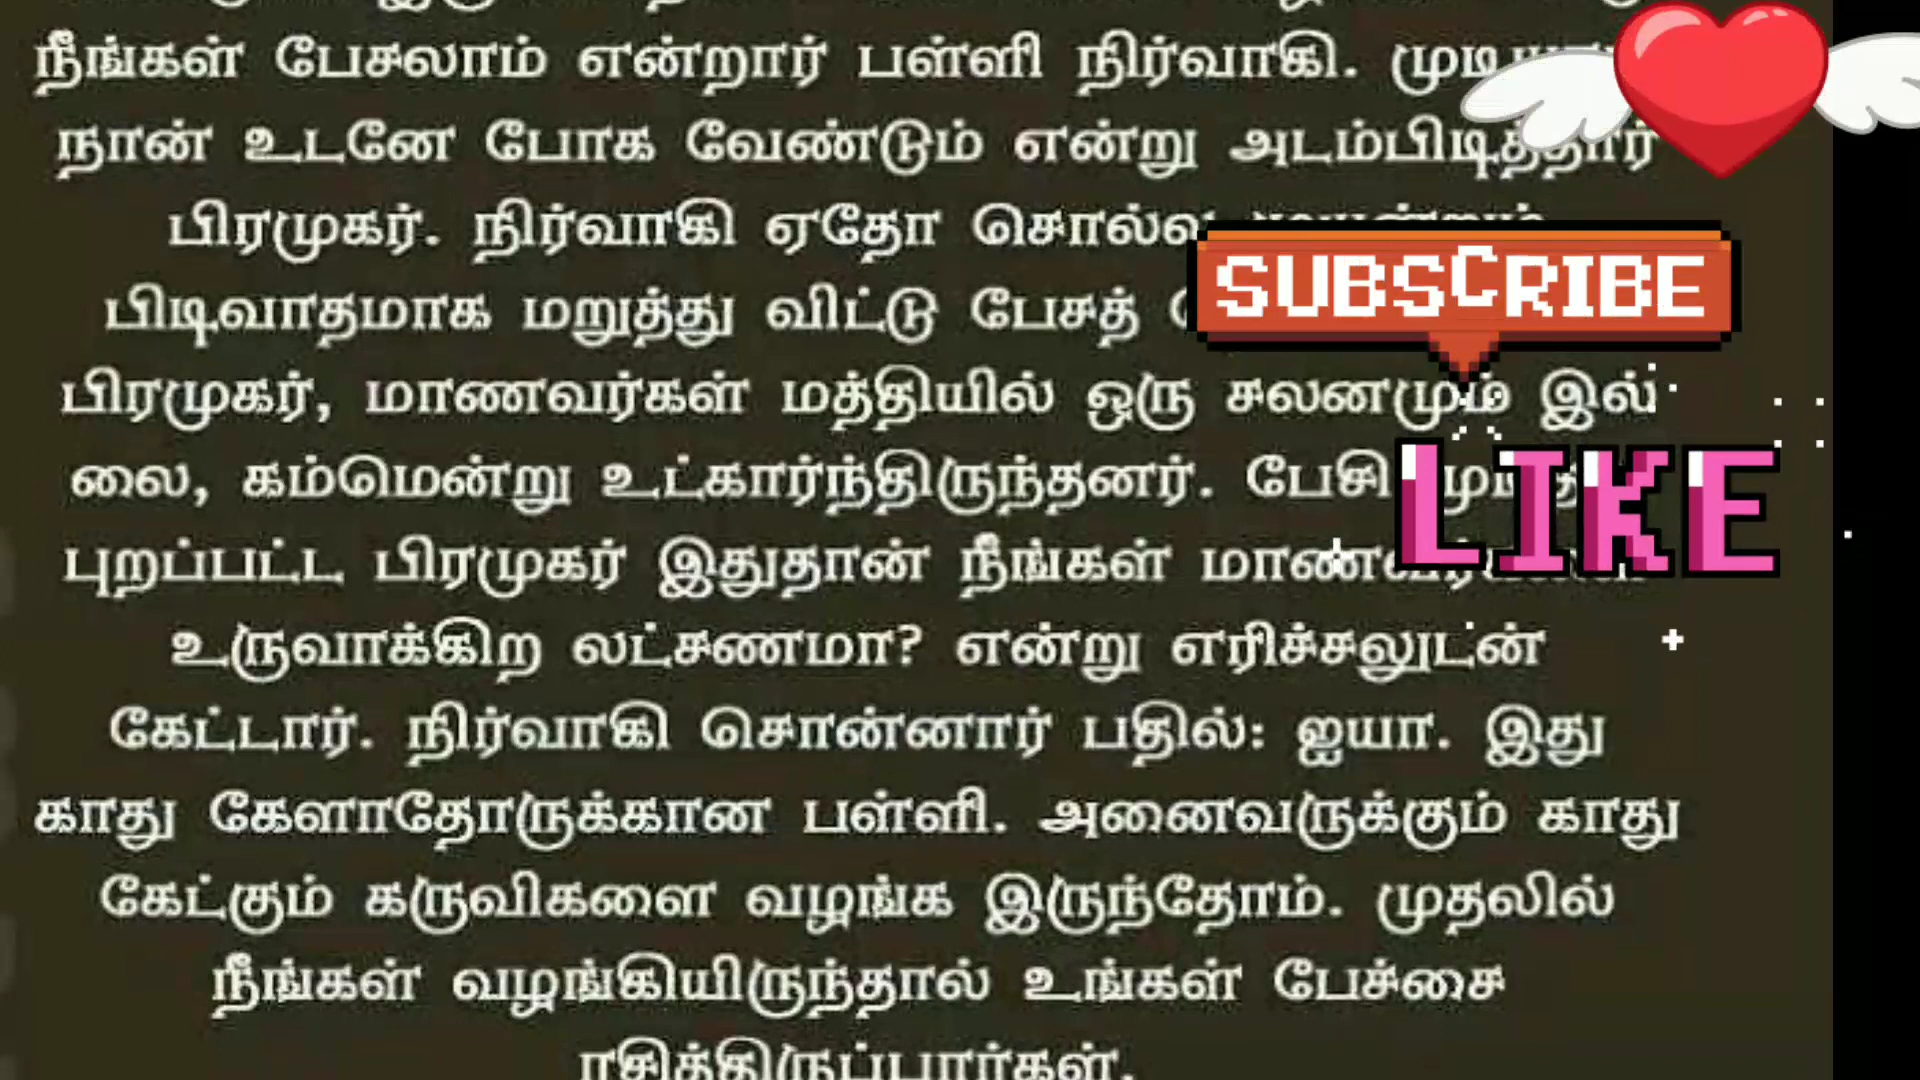 நீங்கள் பேசலாம் என்றார் பள்ளி நிர்வாகி.
நான் உடனே போக வேண்டும் என்று அடம்பிடித்தார்
பிரமுகர். நிர்வாகி ஏதோ
SUBSCRIBE
பிடிவாதமாக மறுத்து விட்டு பேசத்
பிரமுகர், மாணவர்கள் மத்தியில் ஒரு சலனமும் இல்
லை, கம்மென்று உட்கார்ந்திருந்தனர். பேசி
LIKE
புறப்பட்ட பிரமுகர் இதுதான் நீங்கள்
உருவாக்கிற லட்சணமா? என்று எரிச்சலுடன்
கேட்டார். நிர்வாகி சொன்னார் பதில்: ஐயா. இது
காது கேளாதோருக்கான பள்ளி. அனைவருக்கும் காது
கேட்கும் கருவிகளை வழங்க இருந்தோம். முதலில்
நீங்கள் வழங்கியிருந்தால் உங்கள் பேச்சை
ரசித்திருப்பார்கள்.